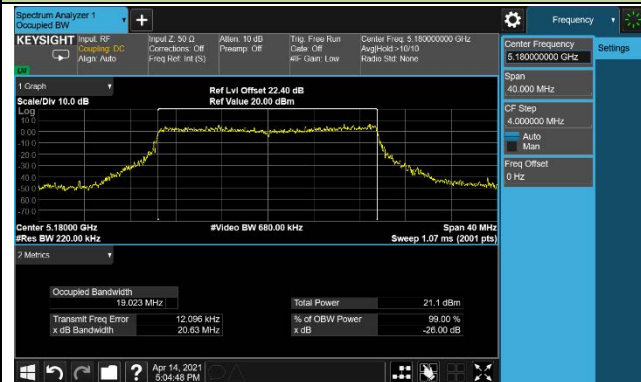 Spectrum Analyzer 1
Occupied BW
+
Frequency
KEYSIGHT
Input: RF
Coupling: DC
Align: Auto
Input Z: 50 Ω
Corrections: Off
Freq Ref: Int (S)
Atten: 10 dB
Preamp: Off
Trig: Free Run
Gate: Off
#IF Gain: Low
Center Freq: 5.180000000 GHz
Avg|Hold:>10/10
Radio Std: None
Center Frequency
5.180000000 GHz
Settings
Span
40.000 MHz
CF Step
4.000000 MHz
Auto
Man
Freq Offset
0 Hz
1 Graph
Scale/Div 10.0 dB
Ref Lvl Offset 22.40 dB
Ref Value 20.00 dBm
Log
10.0
0.00
-10.0
-20.0
-30.0
-40.0
-50.0
-60.0
-70.0
Center 5.18000 GHz
#Res BW 220.00 kHz
#Video BW 680.00 kHz
Span 40 MHz
Sweep 1.07 ms (2001 pts)
2 Metrics
Occupied Bandwidth
19.023 MHz
Total Power 21.1 dBm
Transmit Freq Error 12.096 kHz
% of OBW Power 99.00 %
x dB Bandwidth 20.63 MHz
x dB -26.00 dB
?
Apr 14, 2021
5:04:48 PM